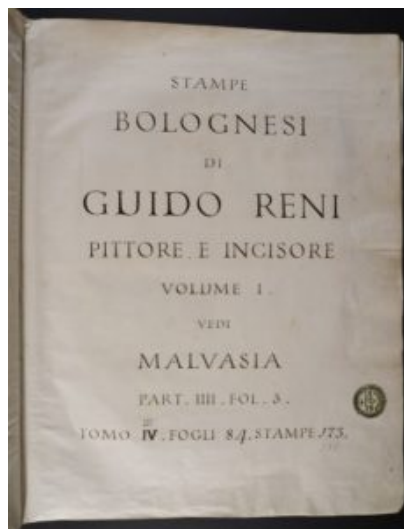 STAMPE
BOLOGNESI
DI
GUIDO RENI
PITTORE E INCISORE
VOLUME I.
VEDI
MALVASIA
PART. IIII. FOL. 3.
TOMO IV. FOGLI 84. STAMPE 173.